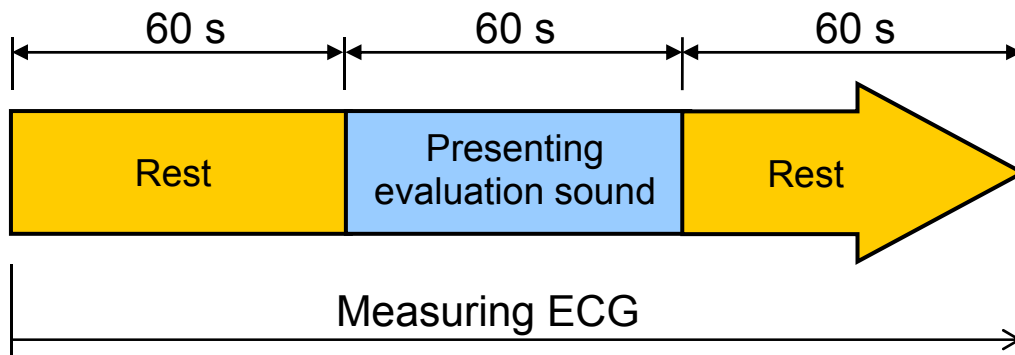 60 s 60 s 60 s
Rest
Presenting
evaluation sound
Rest
Measuring ECG